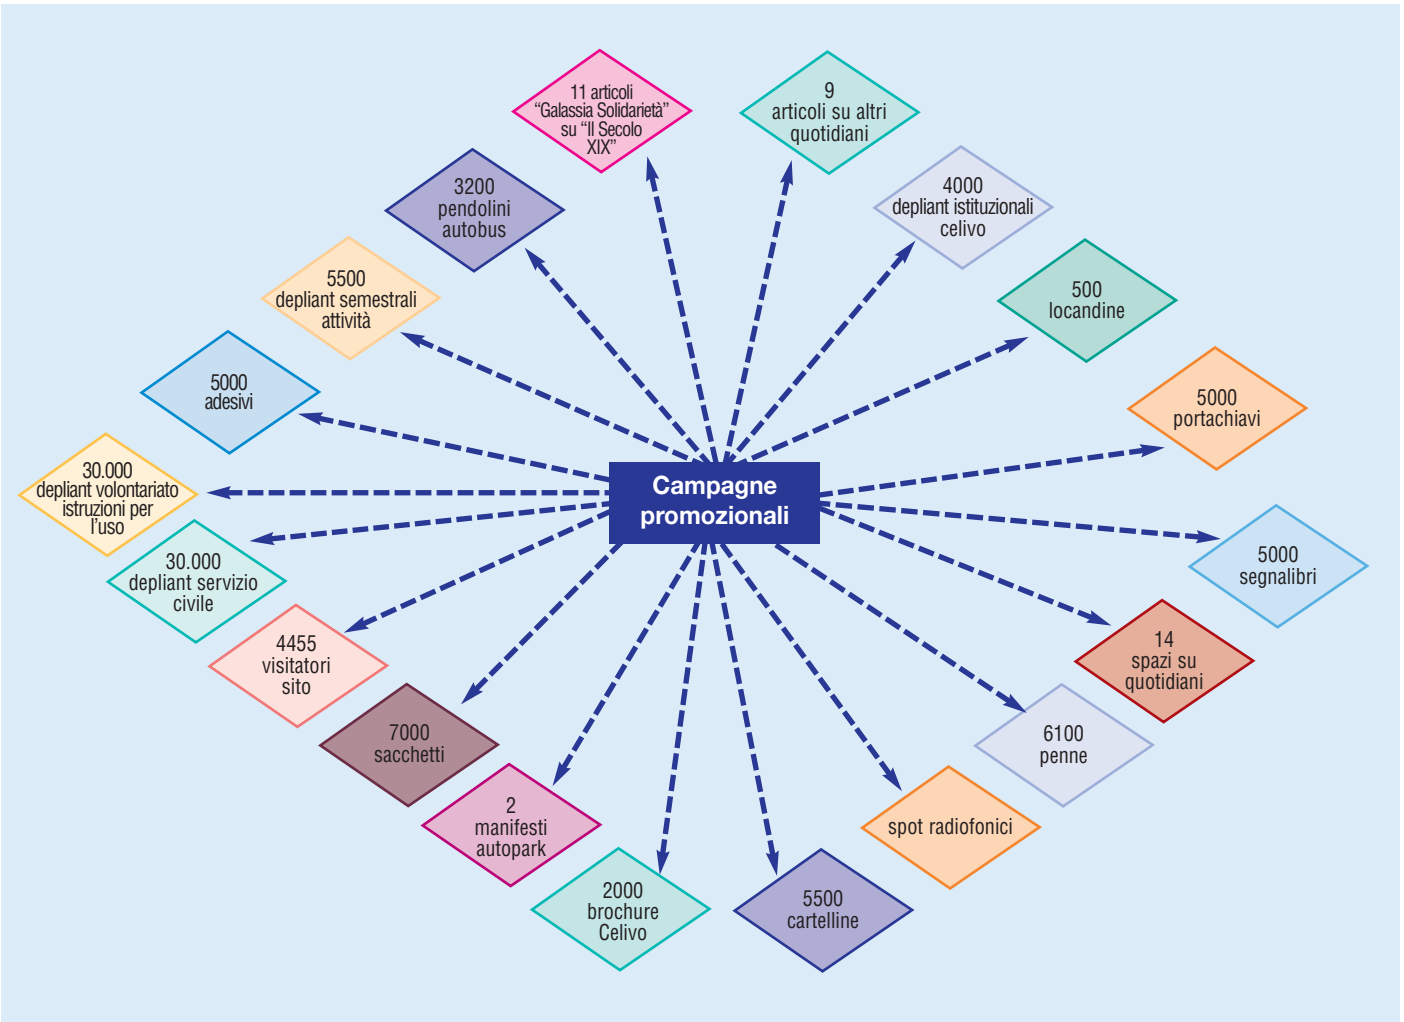 11 articoli
“Galassia Solidarietà”
su “Il Secolo
XIX”
9
articoli su altri
quotidiani
3200
pendolini
autobus
4000
depliant istituzionali
celivo
5500
depliant semestrali
attività
500
locandine
5000
adesivi
5000
portachiavi
30.000
depliant volontariato
istruzioni per
l’uso
Campagne
promozionali
30.000
depliant servizio
civile
5000
segnalibri
4455
visitatori
sito
14
spazi su
quotidiani
7000
sacchetti
6100
penne
2
manifesti
autopark
spot radiofonici
2000
brochure
Celivo
5500
cartelline